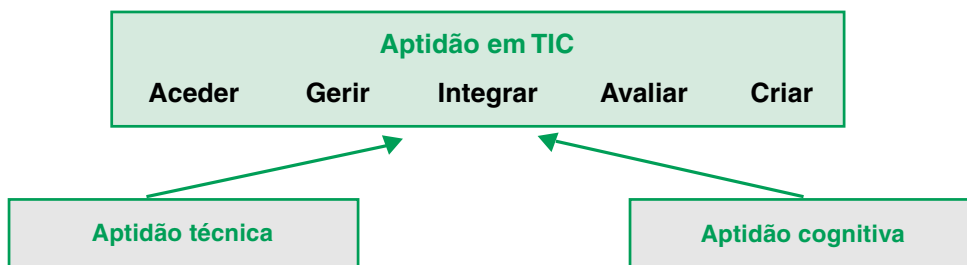 Aptidão em TIC
Aceder Gerir Integrar Avaliar Criar
Aptidão técnica Aptidão cognitiva